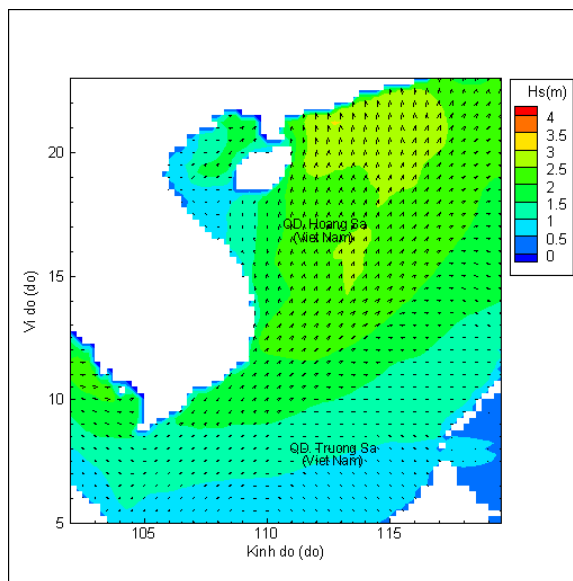 Hs(m)
4
3.5
3
2.5
2
1.5
1
0.5
0
20
15
10
5
Vi do (do)
QD. Hoang Sa
(Viet Nam)
QD. Truong Sa
(Viet Nam)
105
110
115
Kinh do (do)